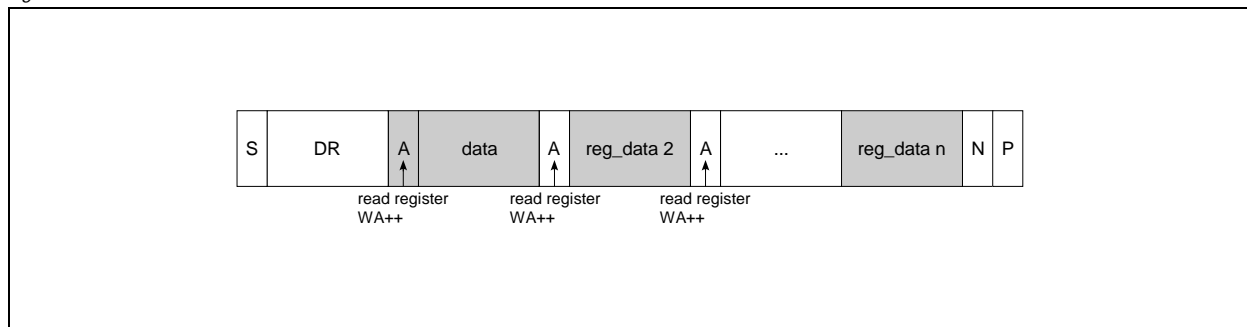 S DR A data A reg_data 2 A ... reg_data n N P
read register read register read register
WA++ WA++ WA++